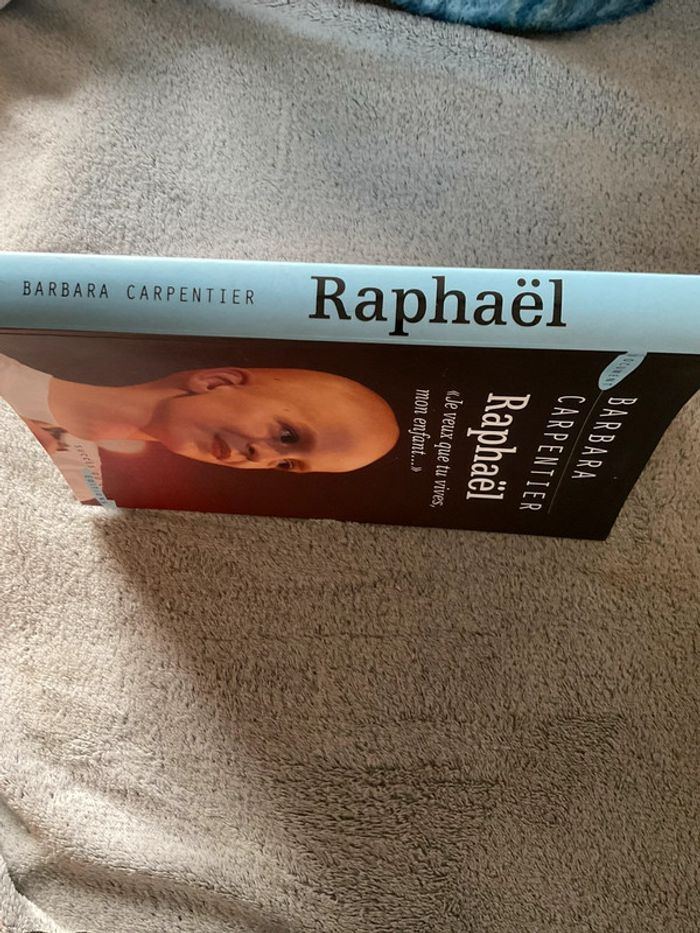 BARBARA CARPENTIER Raphaël
BARBARA
CARPENTIER
Raphaël
«Je veux que tu vives,
mon enfant...»